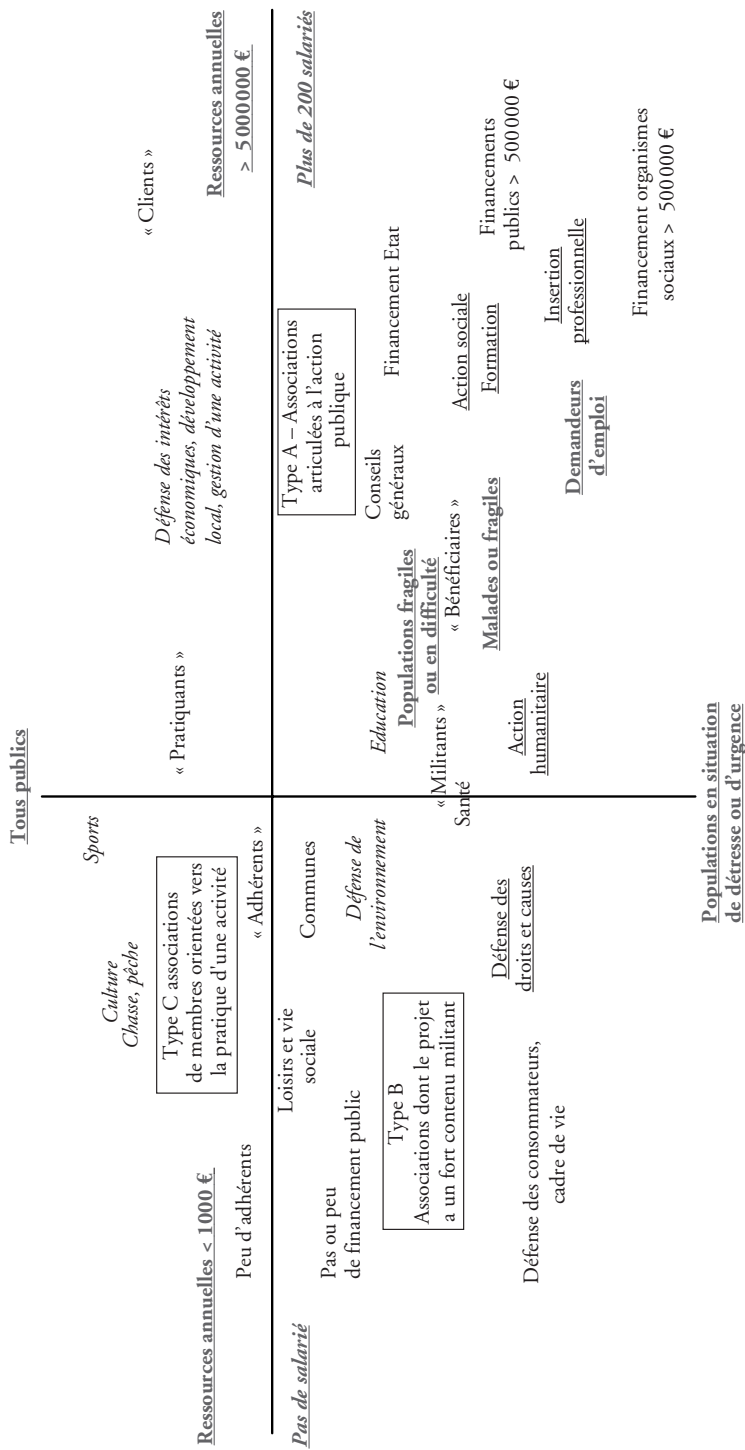 Tous publics
Sports
Culture
Chasse, pêche
« Clients »
Type C associations
de membres orientées vers
la pratique d'une activité
« Pratiquants »
Défense des intérêts
économiques, développement
local, gestion d'une activité
Ressources annuelles < 1000 €
Ressources annuelles
> 5 000 000 €
Peu d'adhérents
« Adhérents »
Pas de salarié
Plus de 200 salariés
Loisirs et vie
sociale
Communes
Type A – Associations
articulées à l'action
publique
Pas ou peu
de financement public
Défense de
l'environnement
Education
Conseils
généraux
Financement Etat
Type B
Associations dont le projet
a un fort contenu militant
Populations fragiles
ou en difficulté
« Militants »
Santé
« Bénéficiaires »
Action sociale
Formation
Financements
publics > 500 000 €
Malades ou fragiles
Défense des
droits et causes
Action
humanitaire
Défense des consommateurs,
cadre de vie
Insertion
professionnelle
Demandeurs
d'emploi
Financement organismes
sociaux > 500 000 €
Populations en situation
de détresse ou d'urgence